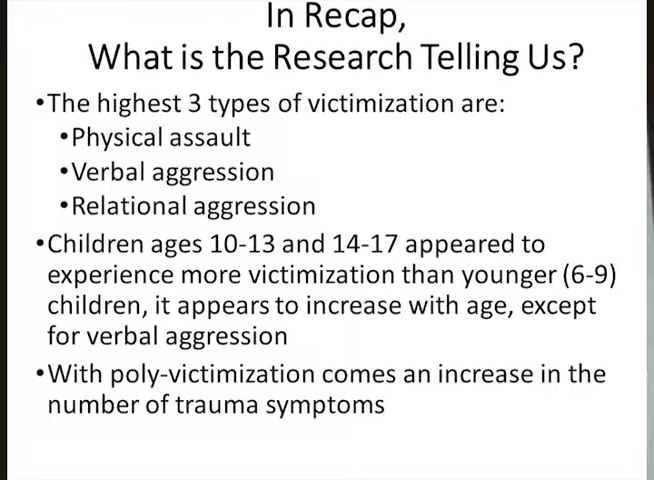 In Recap,
What is the Research Telling Us?
•The highest 3 types of victimization are:
•Physical assault
•Verbal aggression
•Relational aggression
•Children ages 10-13 and 14-17 appeared to
experience more victimization than younger (6-9)
children, it appears to increase with age, except
for verbal aggression
•With poly-victimization comes an increase in the
number of trauma symptoms